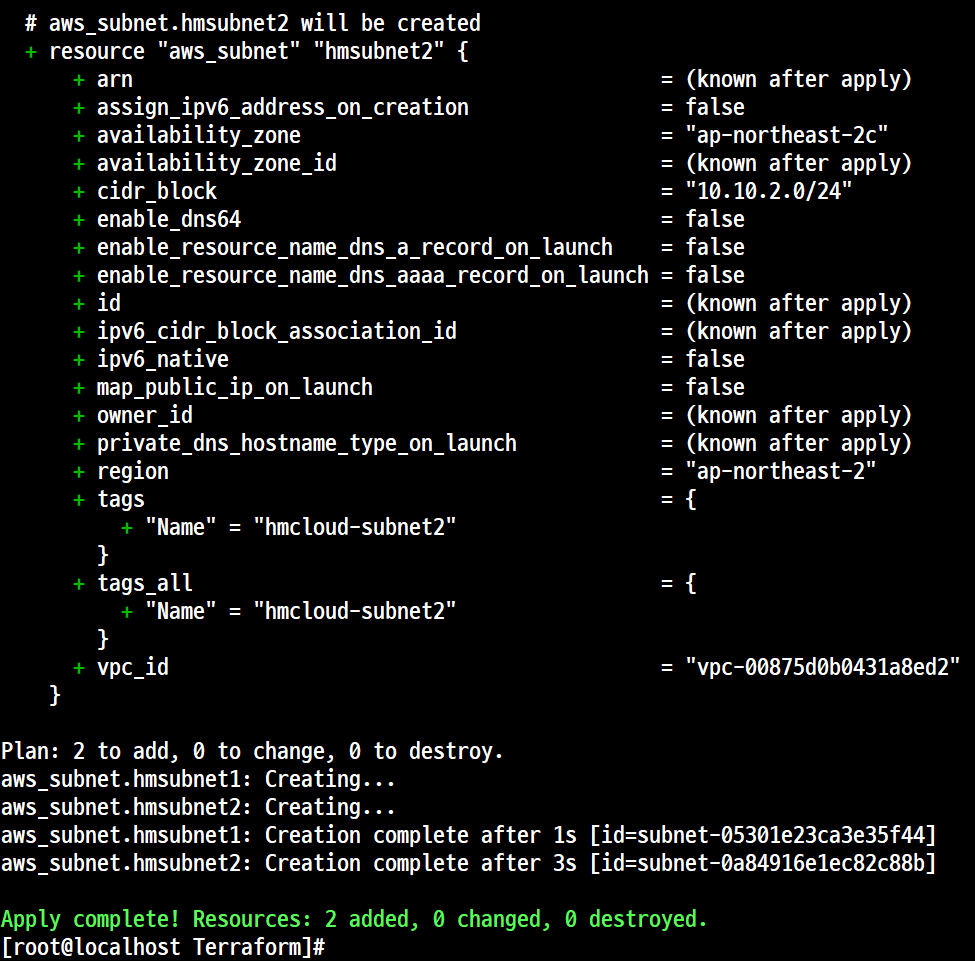 # aws_subnet.hmsubnet2 will be created
+ resource "aws_subnet" "hmsubnet2" {
+ arn = (known after apply)
+ assign_ipv6_address_on_creation = false
+ availability_zone = "ap-northeast-2c"
+ availability_zone_id = (known after apply)
+ cidr_block = "10.10.2.0/24"
+ enable_dns64 = false
+ enable_resource_name_dns_a_record_on_launch = false
+ enable_resource_name_dns_aaaa_record_on_launch = false
+ id = (known after apply)
+ ipv6_cidr_block_association_id = (known after apply)
+ ipv6_native = false
+ map_public_ip_on_launch = false
+ owner_id = (known after apply)
+ private_dns_hostname_type_on_launch = (known after apply)
+ region = "ap-northeast-2"
+ tags = {
+ "Name" = "hmcloud-subnet2"
}
+ tags_all = {
+ "Name" = "hmcloud-subnet2"
}
+ vpc_id = "vpc-00875d0b0431a8ed2"
}
Plan: 2 to add, 0 to change, 0 to destroy.
aws_subnet.hmsubnet1: Creating...
aws_subnet.hmsubnet2: Creating...
aws_subnet.hmsubnet1: Creation complete after 1s [id=subnet-05301e23ca3e35f44]
aws_subnet.hmsubnet2: Creation complete after 3s [id=subnet-0a84916e1ec82c88b]
Apply complete! Resources: 2 added, 0 changed, 0 destroyed.
[root@localhost Terraform]#